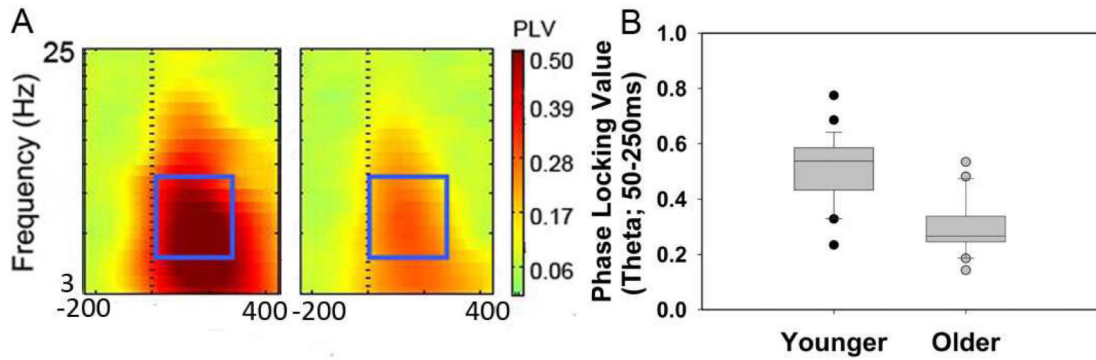 A
PLV
B
25
0.50
0.39
0.28
0.17
0.06
Frequency (Hz)
3
-200
400
-200
400
Phase Locking Value
(Theta; 50-250ms)
1.0
0.8
0.6
0.4
0.2
0.0
Younger
Older